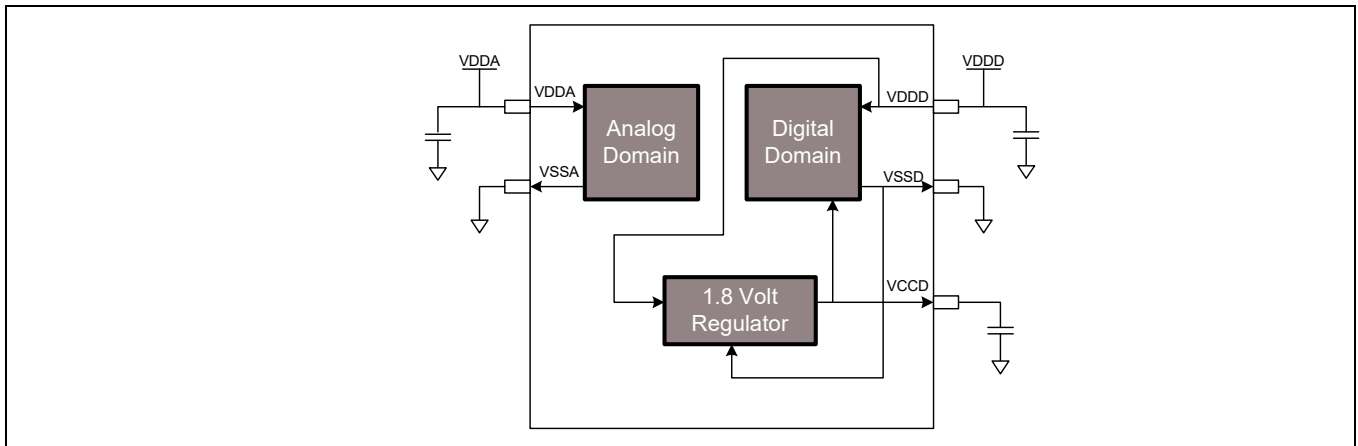 VDDA
VDDD
VDDA
VDDD
Analog
Domain
Digital
Domain
VSSA
VSSD
1.8 Volt
Regulator
VCCD